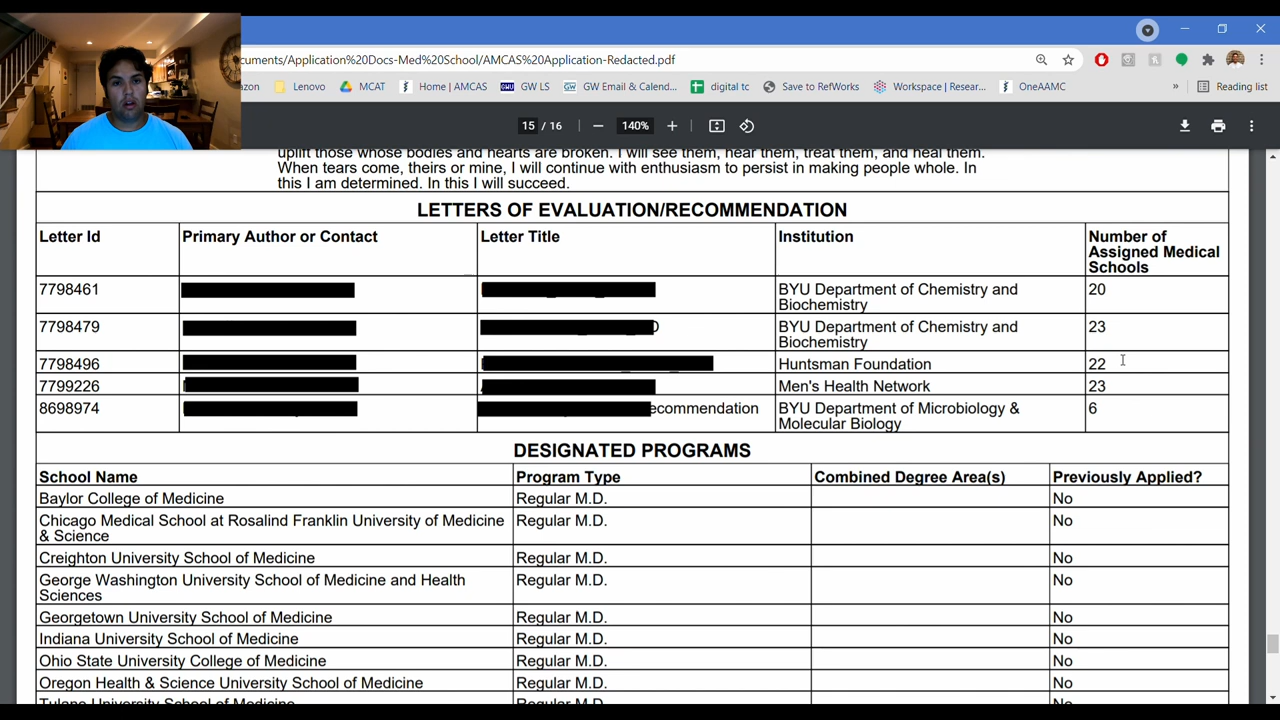 cuments/Application%20Docs-Med%20School/AMCAS%20Application-Redacted.pdf
azon Lenovo MCAT Home | AMCAS GW LS GW Email & Calend... digital tc Save to RefWorks Workspace | Resear... OneAAMC » Reading list
15 / 16 140%
uplift those whose bodies and hearts are broken. I will see them, hear them, treat them, and heal them.
When tears come, theirs or mine, I will continue with enthusiasm to persist in making people whole. In
this I am determined. In this I will succeed.
LETTERS OF EVALUATION/RECOMMENDATION
Letter Id Primary Author or Contact Letter Title Institution Number of
Assigned Medical
Schools
7798461 BYU Department of Chemistry and 20
Biochemistry
7798479 BYU Department of Chemistry and 23
Biochemistry
7798496 Huntsman Foundation 22
7799226 Men's Health Network 23
8698974 ecommendation BYU Department of Microbiology & 6
Molecular Biology
DESIGNATED PROGRAMS
School Name Program Type Combined Degree Area(s) Previously Applied?
Baylor College of Medicine Regular M.D. No
Chicago Medical School at Rosalind Franklin University of Medicine Regular M.D. No
& Science
Creighton University School of Medicine Regular M.D. No
George Washington University School of Medicine and Health Regular M.D. No
Sciences
Georgetown University School of Medicine Regular M.D. No
Indiana University School of Medicine Regular M.D. No
Ohio State University College of Medicine Regular M.D. No
Oregon Health & Science University School of Medicine Regular M.D. No
Tulane University School of Medicine Regular M.D. No